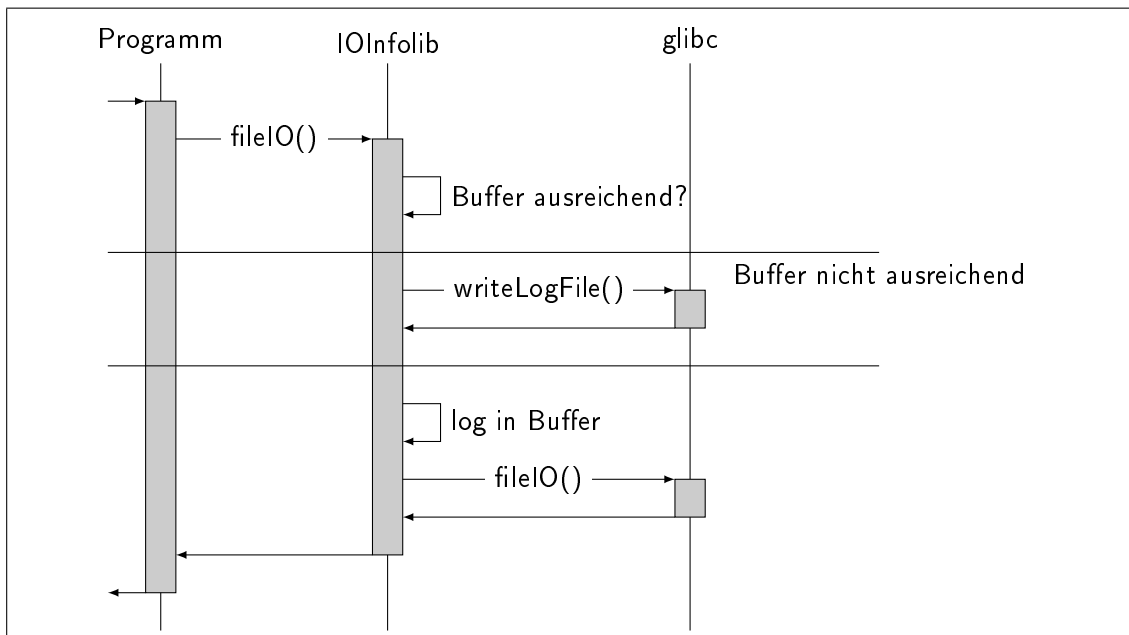 Programm
IOInfolib
glibc
fileIO()
Buffer ausreichend?
Buffer nicht ausreichend
writeLogFile()
log in Buffer
fileIO()